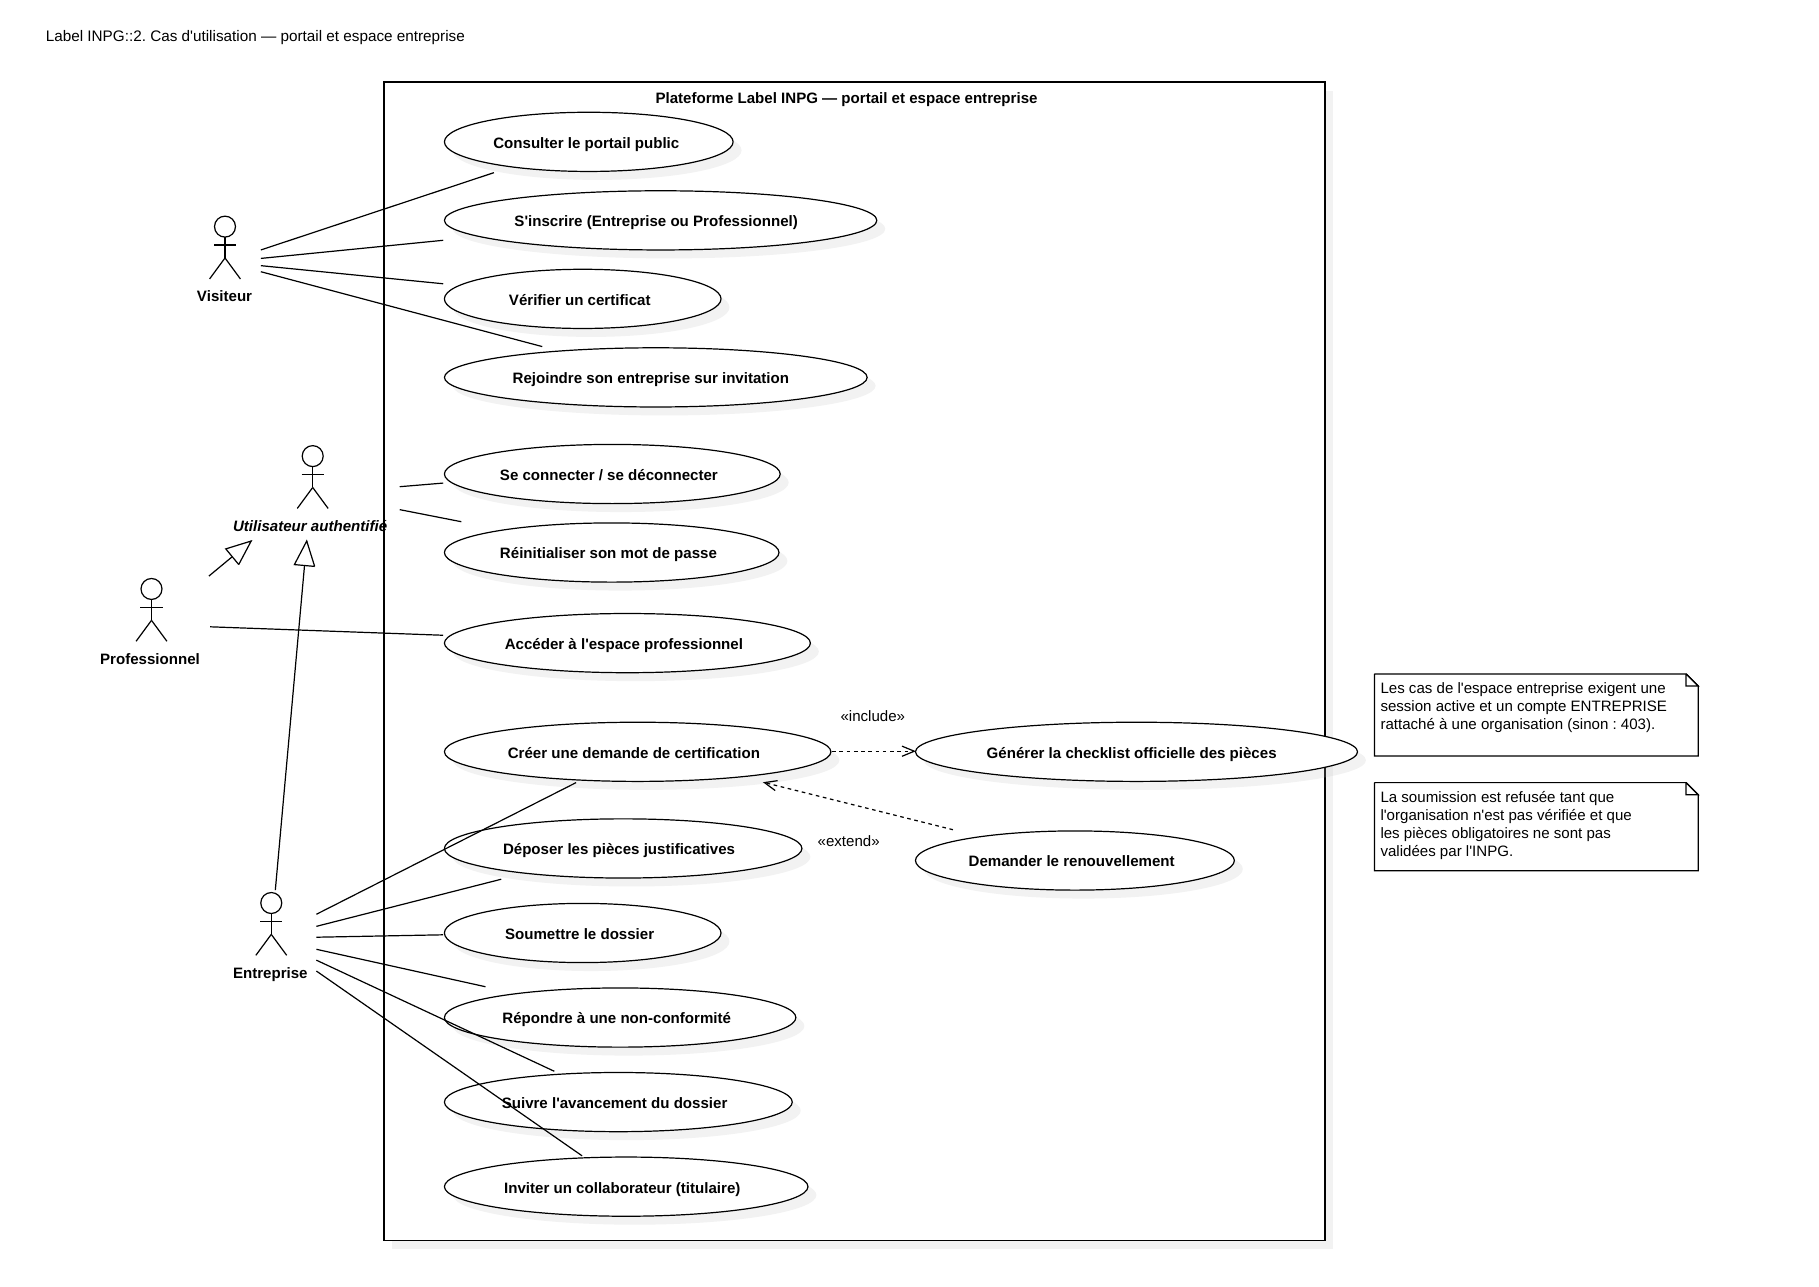 Label INPG::2. Cas d'utilisation — portail et espace entreprise
Plateforme Label INPG — portail et espace entreprise
Consulter le portail public
S'inscrire (Entreprise ou Professionnel)
Visiteur
Vérifier un certificat
Rejoindre son entreprise sur invitation
Se connecter / se déconnecter
Utilisateur authentifié
Réinitialiser son mot de passe
Professionnel
Accéder à l'espace professionnel
Les cas de l'espace entreprise exigent une
session active et un compte ENTREPRISE
rattaché à une organisation (sinon : 403).
«include»
Créer une demande de certification
Générer la checklist officielle des pièces
La soumission est refusée tant que
l'organisation n'est pas vérifiée et que
les pièces obligatoires ne sont pas
validées par l'INPG.
«extend»
Déposer les pièces justificatives
Demander le renouvellement
Soumettre le dossier
Entreprise
Répondre à une non-conformité
Suivre l'avancement du dossier
Inviter un collaborateur (titulaire)